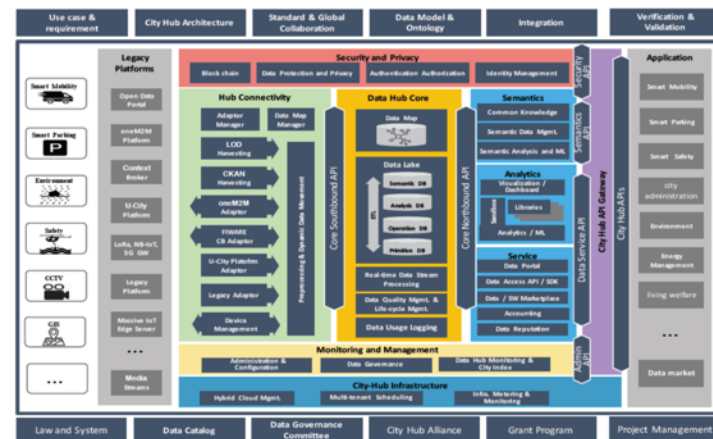 Use case &
requirement
City Hub Architecture
Standard & Global
Collaboration
Data Model &
Ontology
Integration
Verification &
Validation
Smart Mobility
Smart Parking
P
Environment
Safety
CCTV
GIS
...
Legacy
Platforms
Open Data
Portal
oneM2M
Platform
Context
Broker
U-City
Platform
LoRa, NB-IoT,
5G GW
Legacy
Platform
Massive IoT
Edge Server
...
Media
Streams
Security and Privacy
Block chain
Data Protection and Privacy
Authentication Authorization
Identity Management
Security
API
Hub Connectivity
Adaptor
Manager
Data Map
Manager
LOD
Harvesting
CKAN
Harvesting
oneM2M
Adaptor
FIWARE
CB Adaptor
U-City Platofrm
Adaptor
Legacy Adaptor
Device
Management
Preprocessing & Dynamic Data Movement
Core Southbound API
Data Hub Core
Data Map
Data Lake
ETL
Semantic DB
Analysis DB
Operation DB
Primitive DB
Real-time Data Stream
Processing
Data Quality Mgmt. &
Life-cycle Mgmt.
Data Usage Logging
Core Northbound API
Semantics
Common Knowledge
Semantic Data Mgmt.
Semantic Analysis and ML
Semantics
API
Analytics
Visualization /
Dashboard
Sandbox
Libraries
Analytics / ML
Service
Data Portal
Data Access API / SDK
Data / SW Marketplace
Accounting
Data Reputation
Data Service API
City Hub API Gateway
City Hub APIs
Application
Smart Mobility
Smart Parking
Smart Safety
city
administration
Environment
Energy
Management
living welfare
...
Data market
Monitoring and Management
Administration &
Configuration
Data Governance
Data Hub Monitoring &
City Index
Admin
API
City-Hub Infrastructure
Hybrid Cloud Mgmt.
Multi-tenant Scheduling
Infra. Metering &
Monitoring
Law and System
Data Catalog
Data Governance
Committee
City Hub Alliance
Grant Program
Project Management